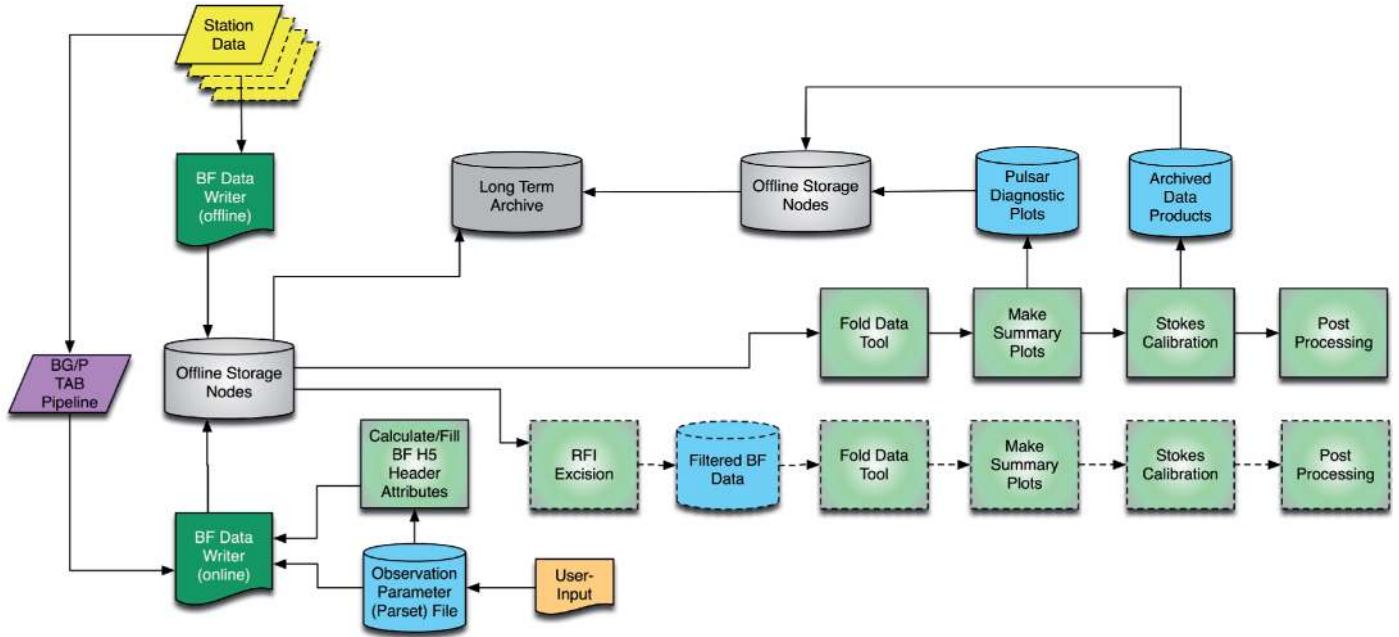 Station
Data
BF Data
Writer
(offline)
Long Term
Archive
Offline Storage
Nodes
Pulsar
Diagnostic
Plots
Archived
Data
Products
Fold Data
Tool
Make
Summary
Plots
Stokes
Calibration
Post
Processing
BG/P
TAB
Pipeline
Offline Storage
Nodes
Calculate/Fill
BF H5
Header
Attributes
RFI
Excision
Filtered BF
Data
Fold Data
Tool
Make
Summary
Plots
Stokes
Calibration
Post
Processing
BF Data
Writer
(online)
Observation
Parameter
(Parset) File
User-
Input